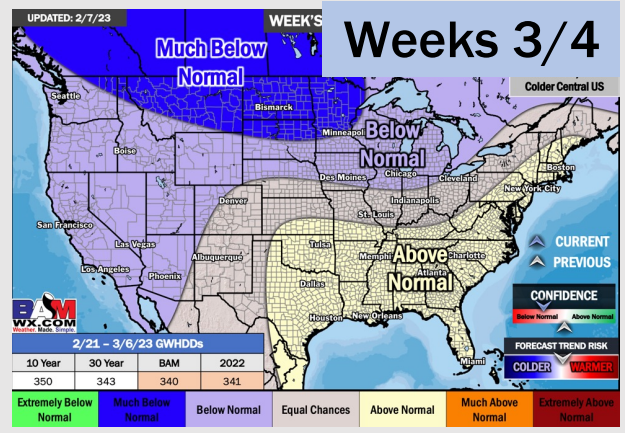 UPDATED: 2/7/23
WEEK'S
Weeks 3/4
Colder Central US
Much Below
Normal
Seattle
Bismarck
Minneapol
Below
Normal
Boise
Des Moines
Chicago
Cleveland
Boston
New York City
Denver
Indianapolis
St. Louis
San Francisco
Las Vegas
Los Angeles
Albuquerque
Phoenix
Tulsa
Memphi
Above
Normal
Charlotte
Atlanta
Dallas
Houston
New Orleans
Miami
CURRENT
PREVIOUS
CONFIDENCE
Below Normal
Above Normal
FORECAST TREND RISK
COLDER
WARMER
BAM
WX.COM
Weather. Made. Simple.
2/21 – 3/6/23 GWHDDs
10 Year 30 Year BAM 2022
350 343 340 341
Extremely Below Normal
Much Below Normal
Below Normal
Equal Chances
Above Normal
Much Above Normal
Extremely Above Normal